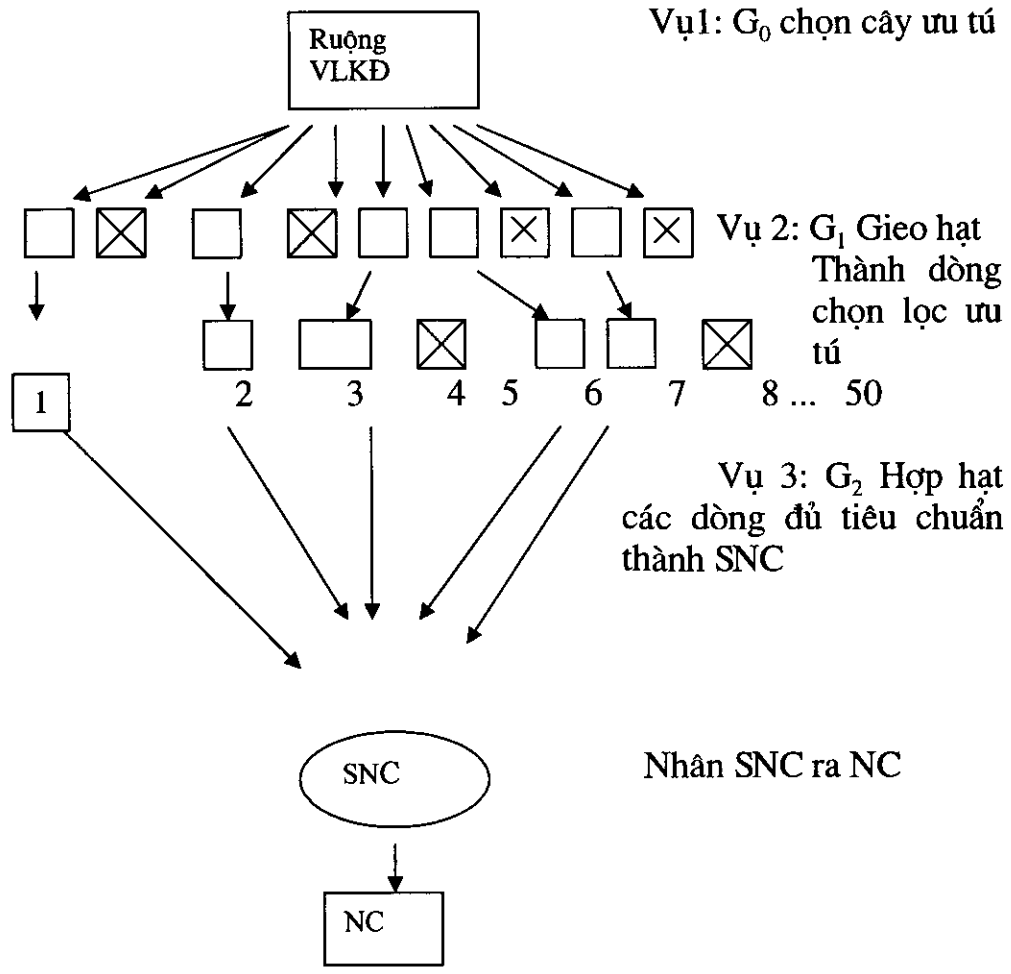 Vụ1: G₀ chọn cây ưu tú
Ruộng
VLKĐ
Vụ 2: G₁ Gieo hạt
Thành dòng
chọn lọc ưu
tú
1
2 3 4 5 6 7 8 ... 50
Vụ 3: G₂ Hợp hạt
các dòng đủ tiêu chuẩn
thành SNC
SNC
Nhân SNC ra NC
NC